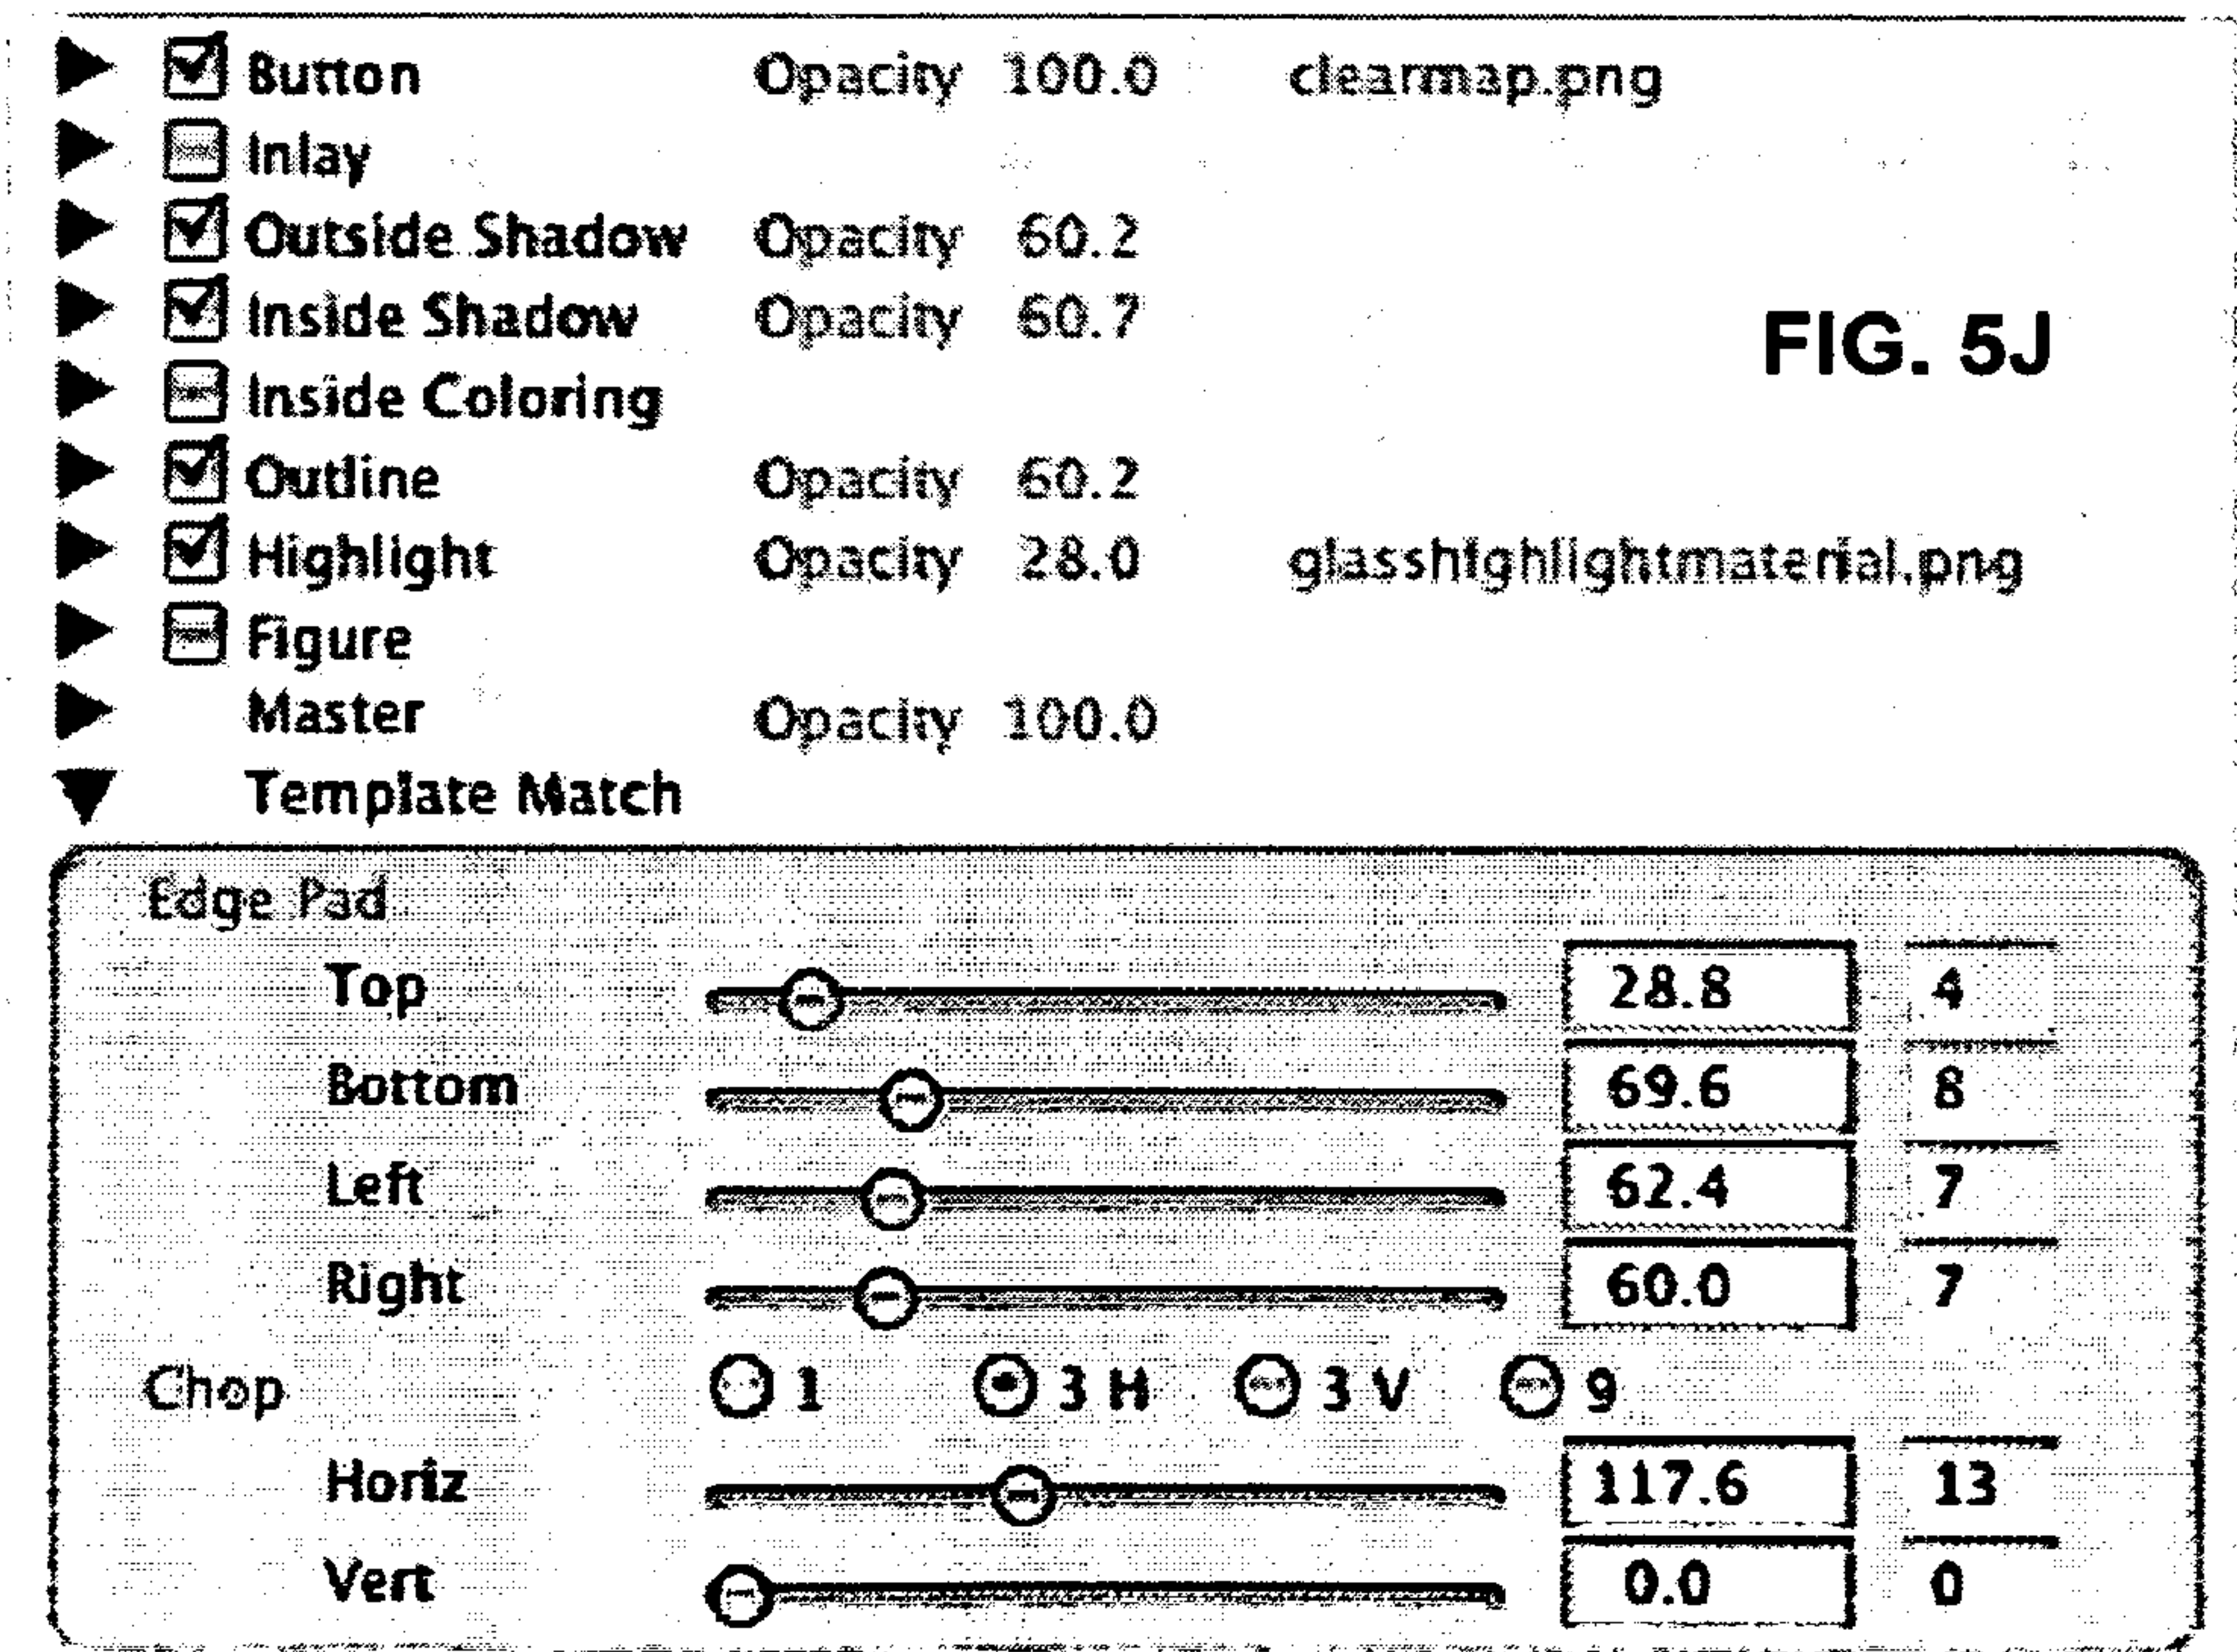 Button Opacity 100.0 clearmap.png
Inlay
Outside Shadow Opacity 60.2
Inside Shadow Opacity 60.7
FIG. 5J
Inside Coloring
Outline Opacity 60.2
Highlight Opacity 28.0 glasshighlightmaterial.png
Figure
Master Opacity 100.0
Template Match
Edge Pad
Top 28.8 4
Bottom 69.6 8
Left 62.4 7
Right 60.0 7
Chop 1 3 H 3 V 9
Horiz 117.6 13
Vert 0.0 0